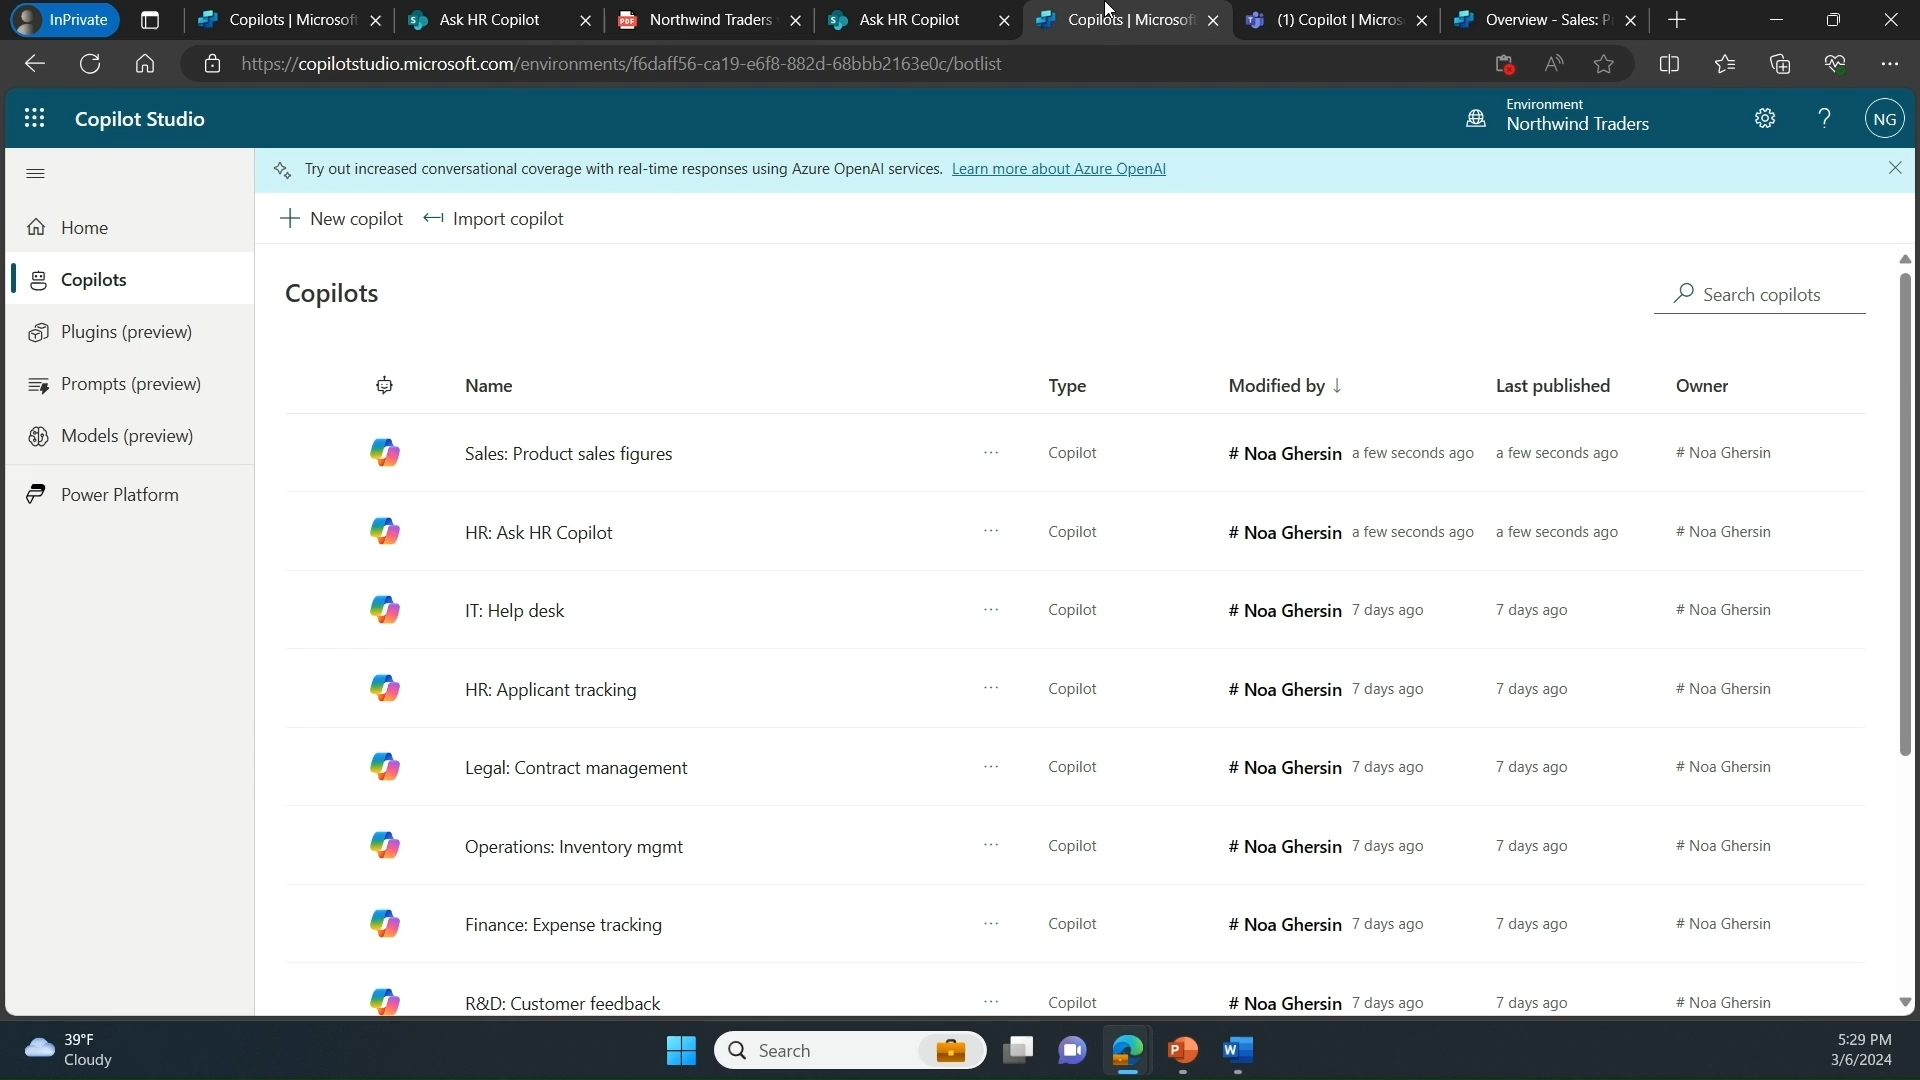 InPrivate
Copilots | Microsoft
Ask HR Copilot
PDF
Northwind Traders
Ask HR Copilot
Copilots | Microsoft
(1) Copilot | Micros
Overview - Sales: P
https://copilotstudio.microsoft.com/environments/f6daff56-ca19-e6f8-882d-68bbb2163e0c/botlist
Copilot Studio
Environment
Northwind Traders
NG
Try out increased conversational coverage with real-time responses using Azure OpenAI services. Learn more about Azure OpenAI
New copilot
Import copilot
Home
Copilots
Plugins (preview)
Prompts (preview)
Models (preview)
Power Platform
Copilots
Search copilots
Name Type Modified by ↓ Last published Owner
Sales: Product sales figures ... Copilot # Noa Ghersin a few seconds ago a few seconds ago # Noa Ghersin
HR: Ask HR Copilot ... Copilot # Noa Ghersin a few seconds ago a few seconds ago # Noa Ghersin
IT: Help desk ... Copilot # Noa Ghersin 7 days ago 7 days ago # Noa Ghersin
HR: Applicant tracking ... Copilot # Noa Ghersin 7 days ago 7 days ago # Noa Ghersin
Legal: Contract management ... Copilot # Noa Ghersin 7 days ago 7 days ago # Noa Ghersin
Operations: Inventory mgmt ... Copilot # Noa Ghersin 7 days ago 7 days ago # Noa Ghersin
Finance: Expense tracking ... Copilot # Noa Ghersin 7 days ago 7 days ago # Noa Ghersin
R&D: Customer feedback ... Copilot # Noa Ghersin 7 days ago 7 days ago # Noa Ghersin
39°F
Cloudy
Search
5:29 PM
3/6/2024